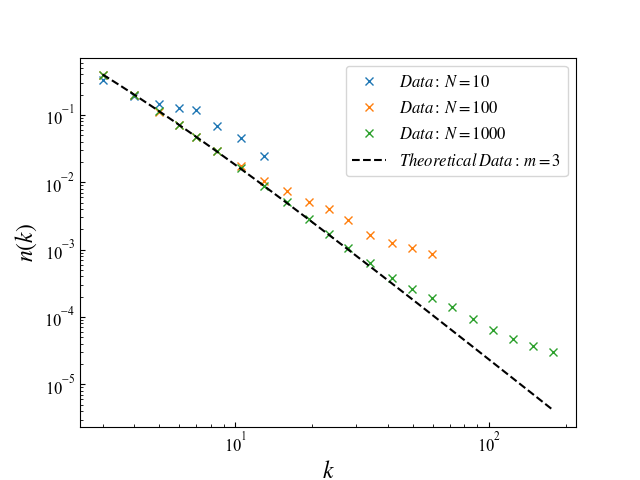 Data: N = 10
Data: N = 100
Data: N = 1000
Theoretical Data: m = 3
n(k)
10⁻¹
10⁻²
10⁻³
10⁻⁴
10⁻⁵
10¹ 10²
k